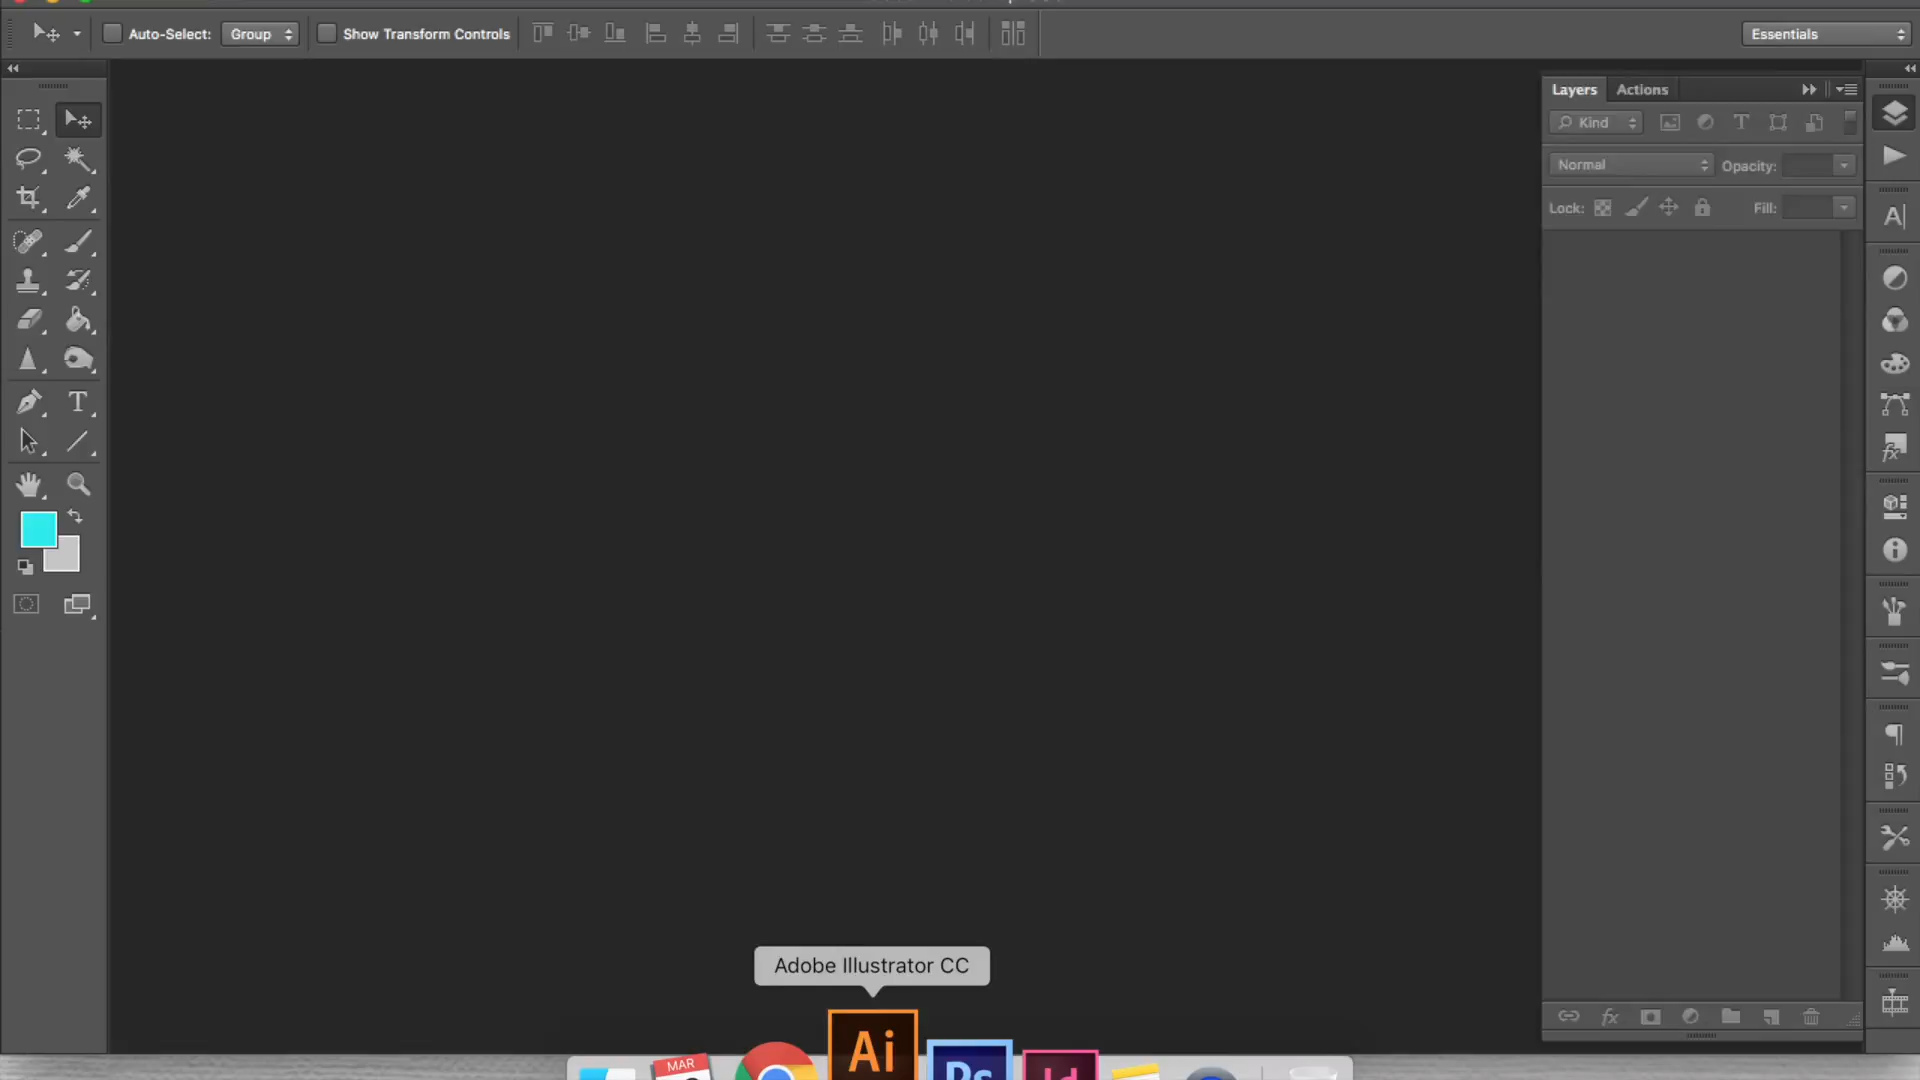 Auto-Select: Group Show Transform Controls Essentials
Layers Actions
Kind
Normal Opacity:
Lock: Fill:
Adobe Illustrator CC
MAR
Ai
Ps
Id